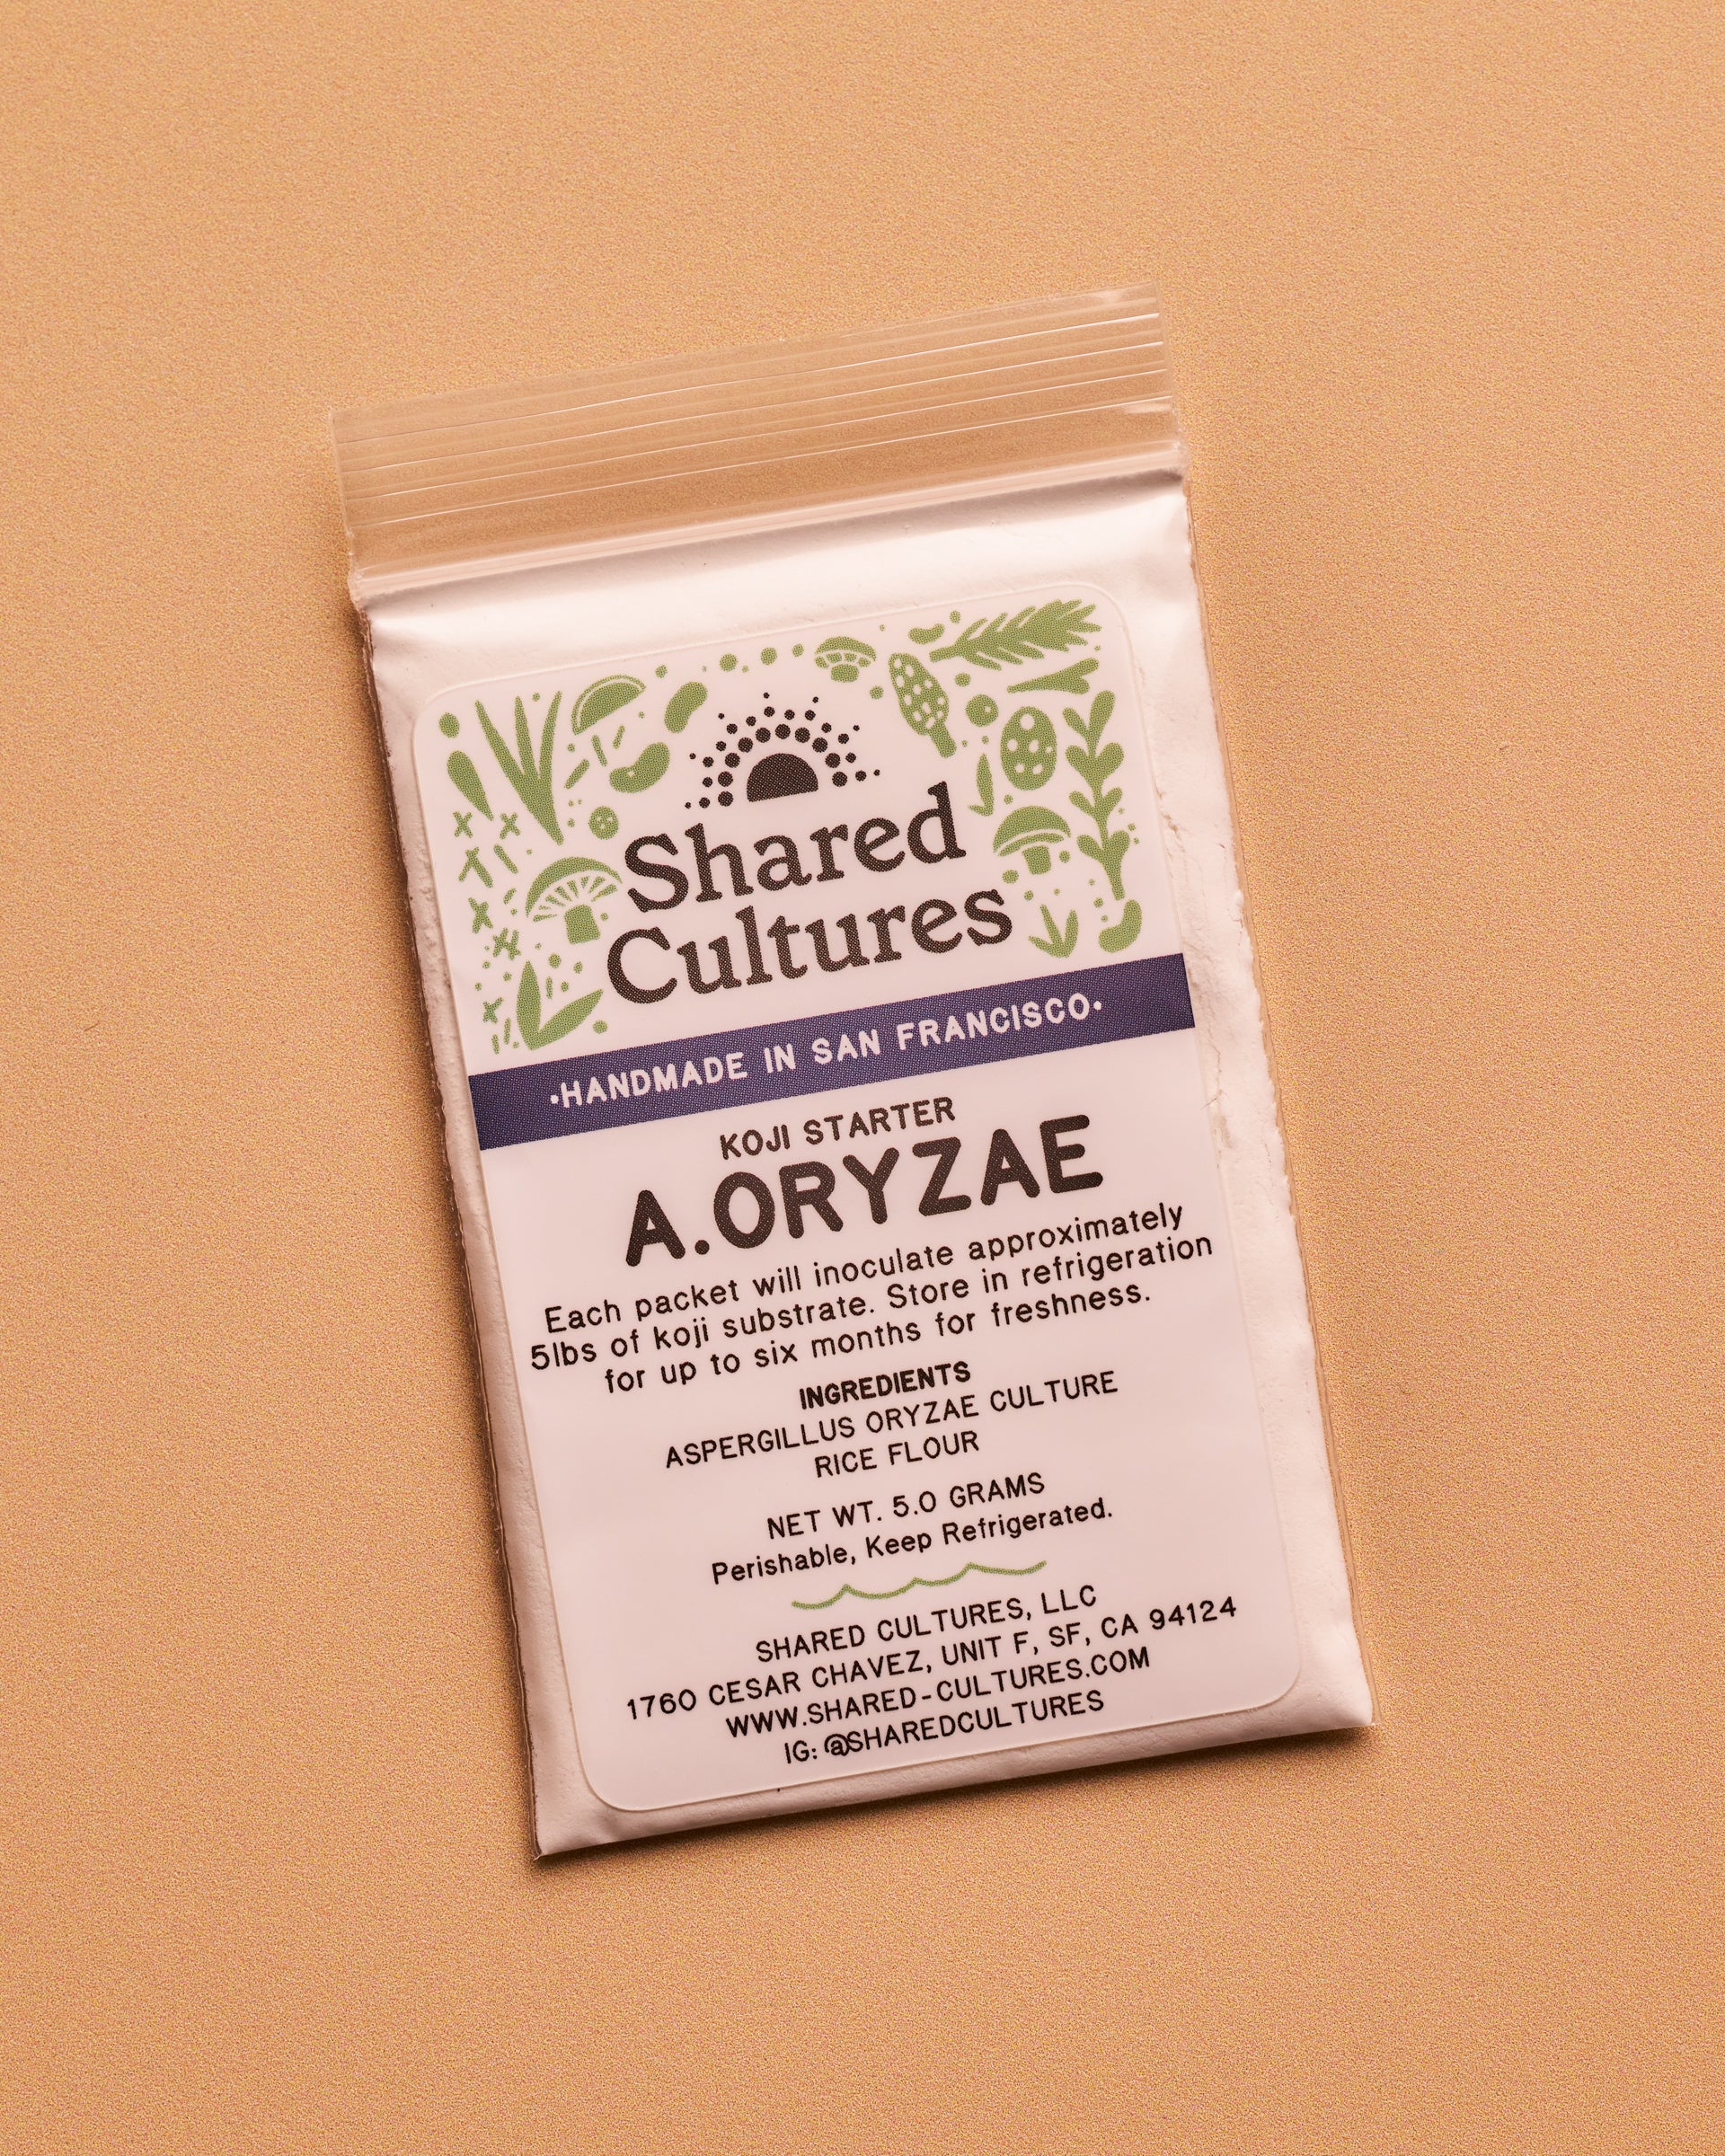 Shared
Cultures
•HANDMADE IN SAN FRANCISCO•
KOJI STARTER
A.ORYZAE
Each packet will inoculate approximately
5lbs of koji substrate. Store in refrigeration
for up to six months for freshness.
INGREDIENTS
ASPERGILLUS ORYZAE CULTURE
RICE FLOUR
NET WT. 5.0 GRAMS
Perishable, Keep Refrigerated.
SHARED CULTURES, LLC
1760 CESAR CHAVEZ, UNIT F, SF, CA 94124
WWW.SHARED-CULTURES.COM
IG: @SHAREDCULTURES